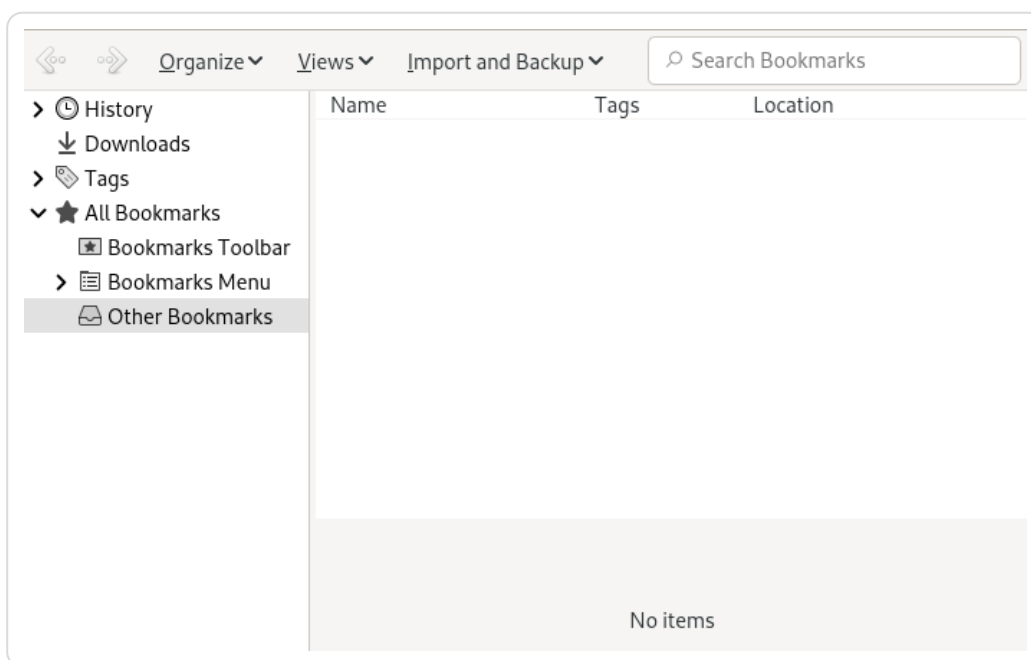 Organize Views Import and Backup Search Bookmarks
History
Downloads
Tags
All Bookmarks
Bookmarks Toolbar
Bookmarks Menu
Other Bookmarks
Name Tags Location
No items